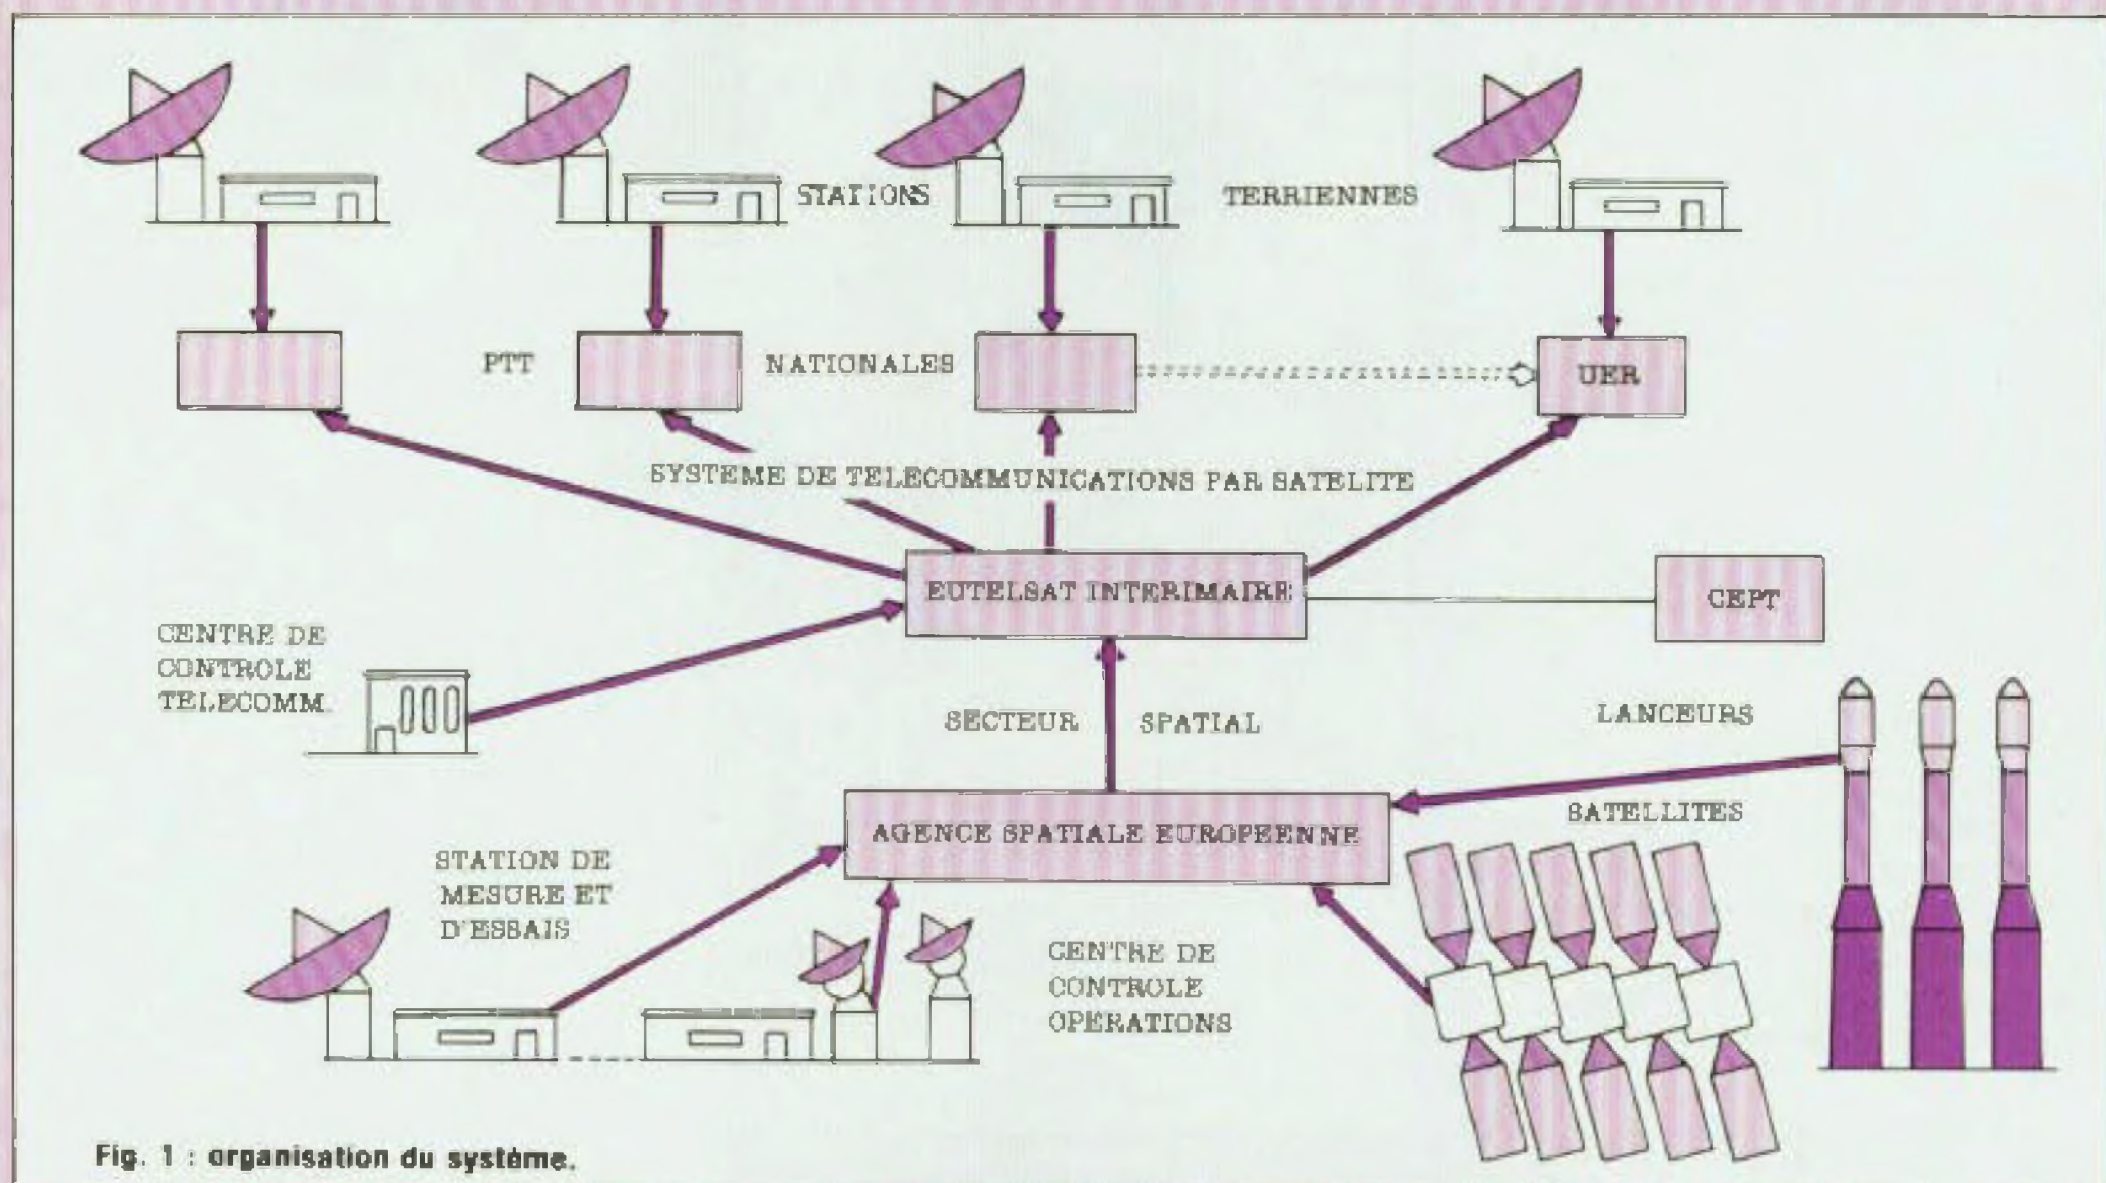 STATIONS TERRIENNES
PTT NATIONALES
UER
SYSTEME DE TELECOMMUNICATIONS PAR SATELITE
EUTELSAT INTERIMAIRE
CEPT
CENTRE DE
CONTROLE
TELECOMM.
SECTEUR SPATIAL
LANCEURS
SATELLITES
AGENCE SPATIALE EUROPEENNE
STATION DE
MESURE ET
D'ESSAIS
CENTRE DE
CONTROLE
OPERATIONS
Fig. 1 : organisation du système.